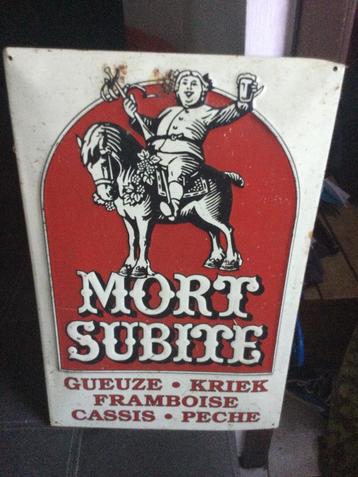 MORT
SUBITE
GUEUZE • KRIEK
FRAMBOISE
CASSIS • PECHE